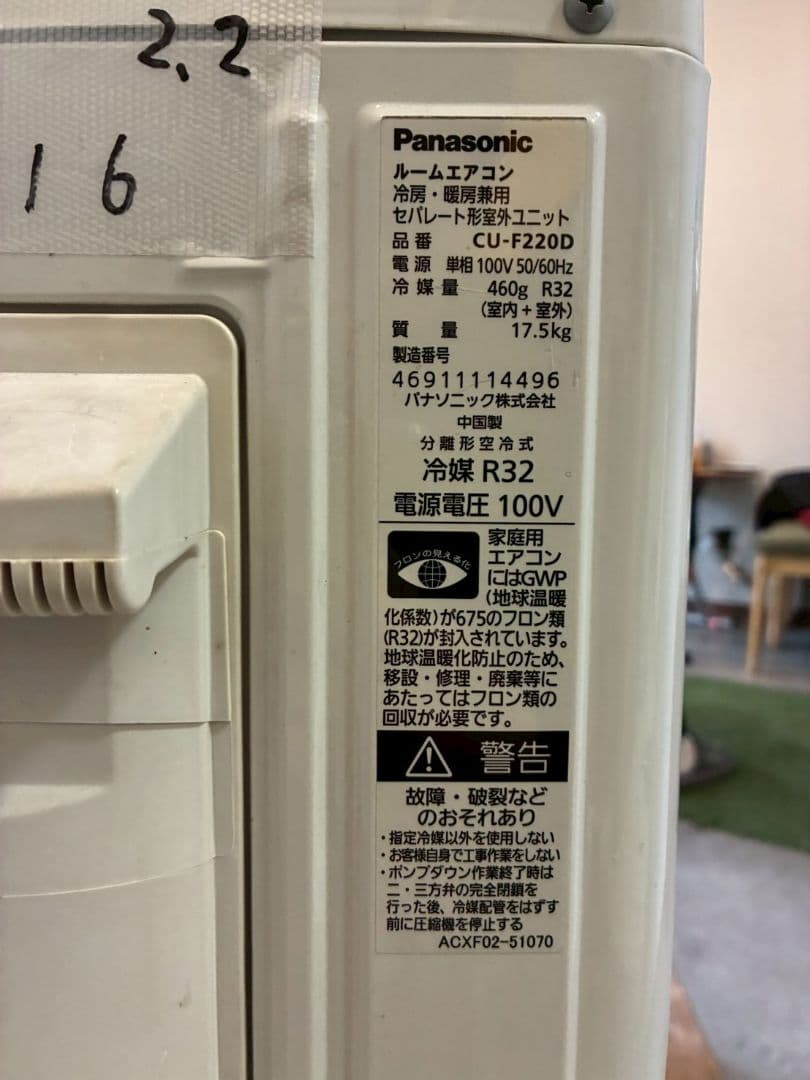 2.2
16
Panasonic
ルームエアコン
冷房・暖房兼用
セパレート形室外ユニット
品番 CU-F220D
電源 単相100V 50/60Hz
冷媒量 460g R32
(室内+室外)
質量 17.5kg
製造番号
46911114496
パナソニック株式会社
中国製
分離形空冷式
冷媒 R32
電源電圧 100V
フロンの見える化
家庭用
エアコン
にはGWP
(地球温暖
化係数)が675のフロン類
(R32)が封入されています。
地球温暖化防止のため、
移設・修理・廃棄等に
あたってはフロン類の
回収が必要です。
警告
故障・破裂など
のおそれあり
・指定冷媒以外を使用しない
・お客様自身で工事作業をしない
・ポンプダウン作業終了時は
二・三方弁の完全閉鎖を
行った後、冷媒配管をはずす
前に圧縮機を停止する
ACXF02-51070